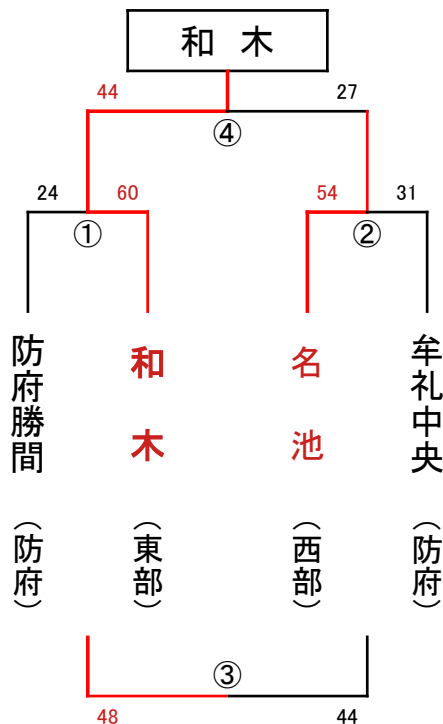 和木
44 27
④
24 60 54 31
① ②
防府勝間(防府)
和木(東部)
名池(西部)
牟礼中央(防府)
③
48 44